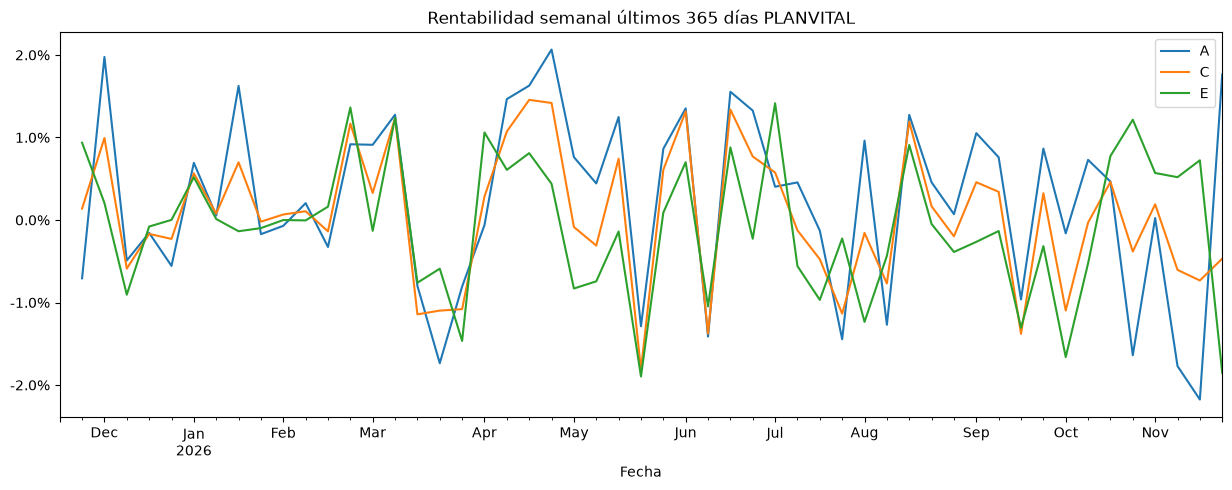 Rentabilidad semanal últimos 365 días PLANVITAL
A
C
E
2.0%
1.0%
0.0%
-1.0%
-2.0%
Dec Jan Feb Mar Apr May Jun Jul Aug Sep Oct Nov
2026
Fecha